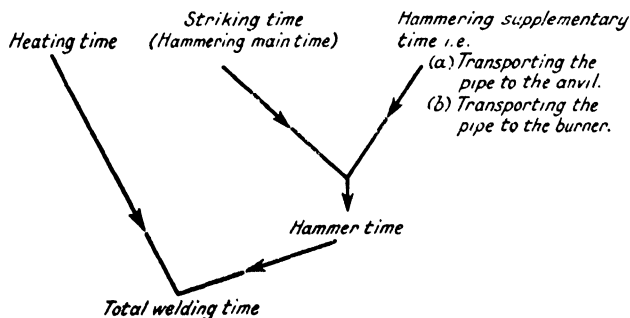 Heating time
Striking time
(Hammering main time)
Hammering supplementary
time i.e.
(a) Transporting the
pipe to the anvil.
(b) Transporting the
pipe to the burner.
Hammer time
Total welding time